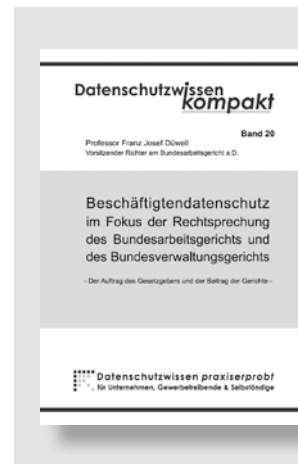 Datenschutzwissen
kompakt
Band 20
Professor Franz Josef Düwell
Vorsitzender Richter am Bundesarbeitsgericht a.D.
Beschäftigtendatenschutz
im Fokus der Rechtsprechung
des Bundesarbeitsgerichts und
des Bundesverwaltungsgerichts
- Der Auftrag des Gesetzgebers und der Beitrag der Gerichte -
Datenschutzwissen praxiserprobt
für Unternehmen, Gewerbetreibende & Selbständige